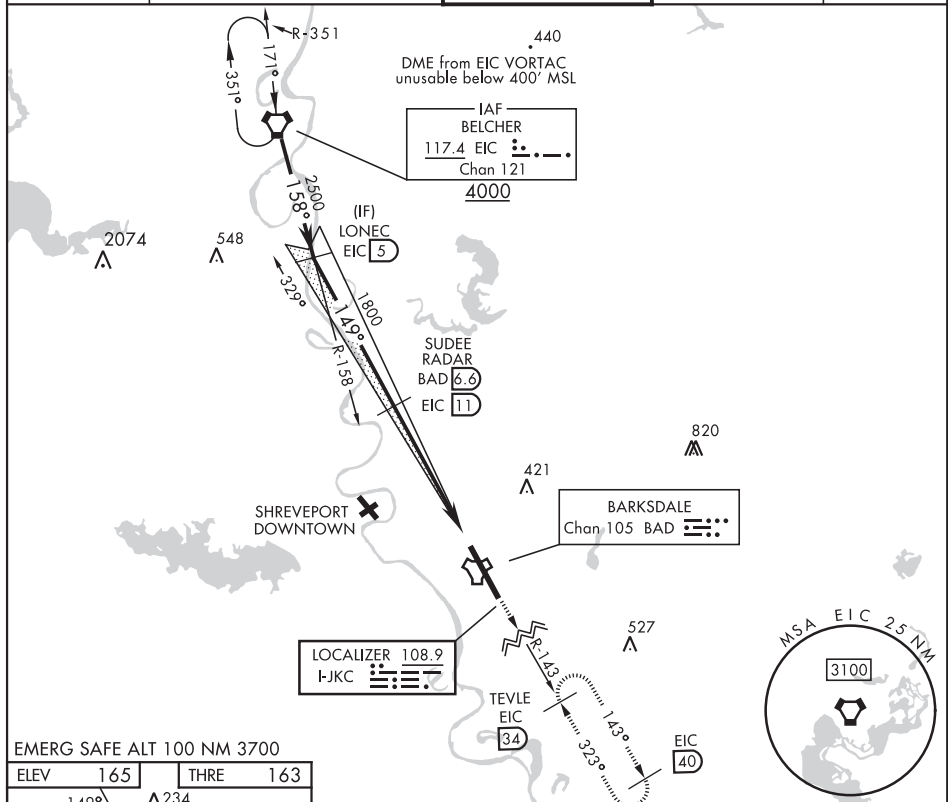 R-351
171°
351°
440
DME from EIC VORTAC
unusable below 400' MSL
IAF
BELCHER
117.4 EIC
Chan 121
4000
2500
158°
(IF)
LONEC
EIC 5
2074
548
329°
1800
149°
R-158
SUDEE
RADAR
BAD 6.6
EIC 11
820
421
SHREVEPORT
DOWNTOWN
BARKSDALE
Chan 105 BAD
LOCALIZER 108.9
I-JKC
527
R-143
TEVLE
EIC
34
143°
323°
EIC
40
MSA EIC 25 NM
3100
EMERG SAFE ALT 100 NM 3700
ELEV 165
THRE 163
234